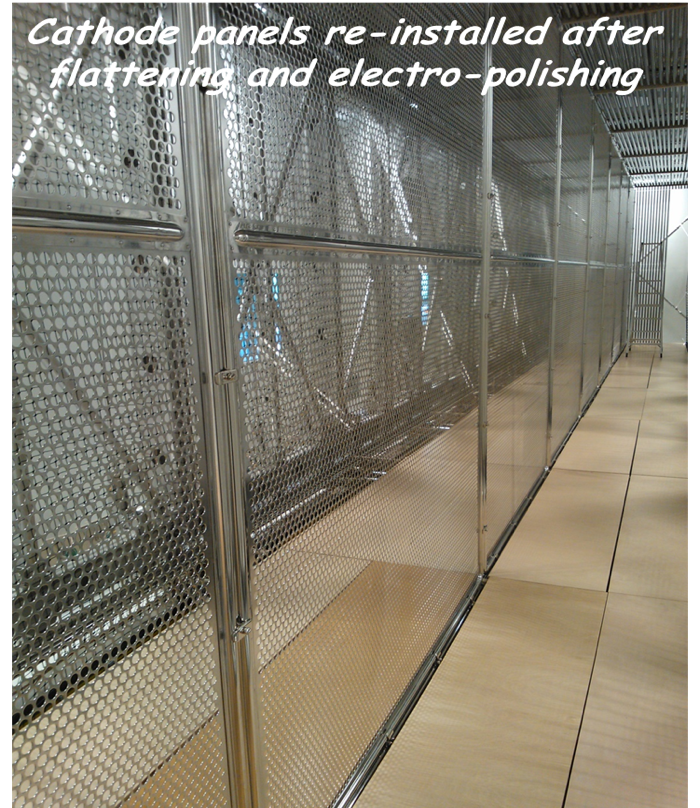 Cathode panels re-installed after
flattening and electro-polishing